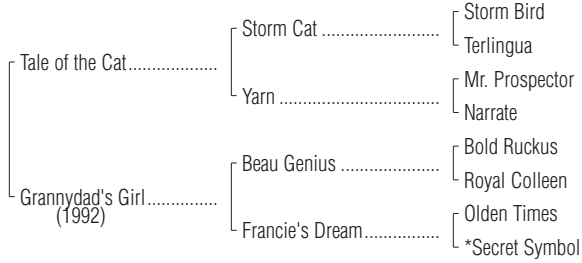 Storm Bird
Storm Cat ..........................
Terlingua
Tale of the Cat..................
Mr. Prospector
Yarn ...................................
Narrate
Bold Ruckus
Beau Genius ......................
Royal Colleen
Grannydad's Girl..............
(1992)
Olden Times
Francie's Dream.................
*Secret Symbol